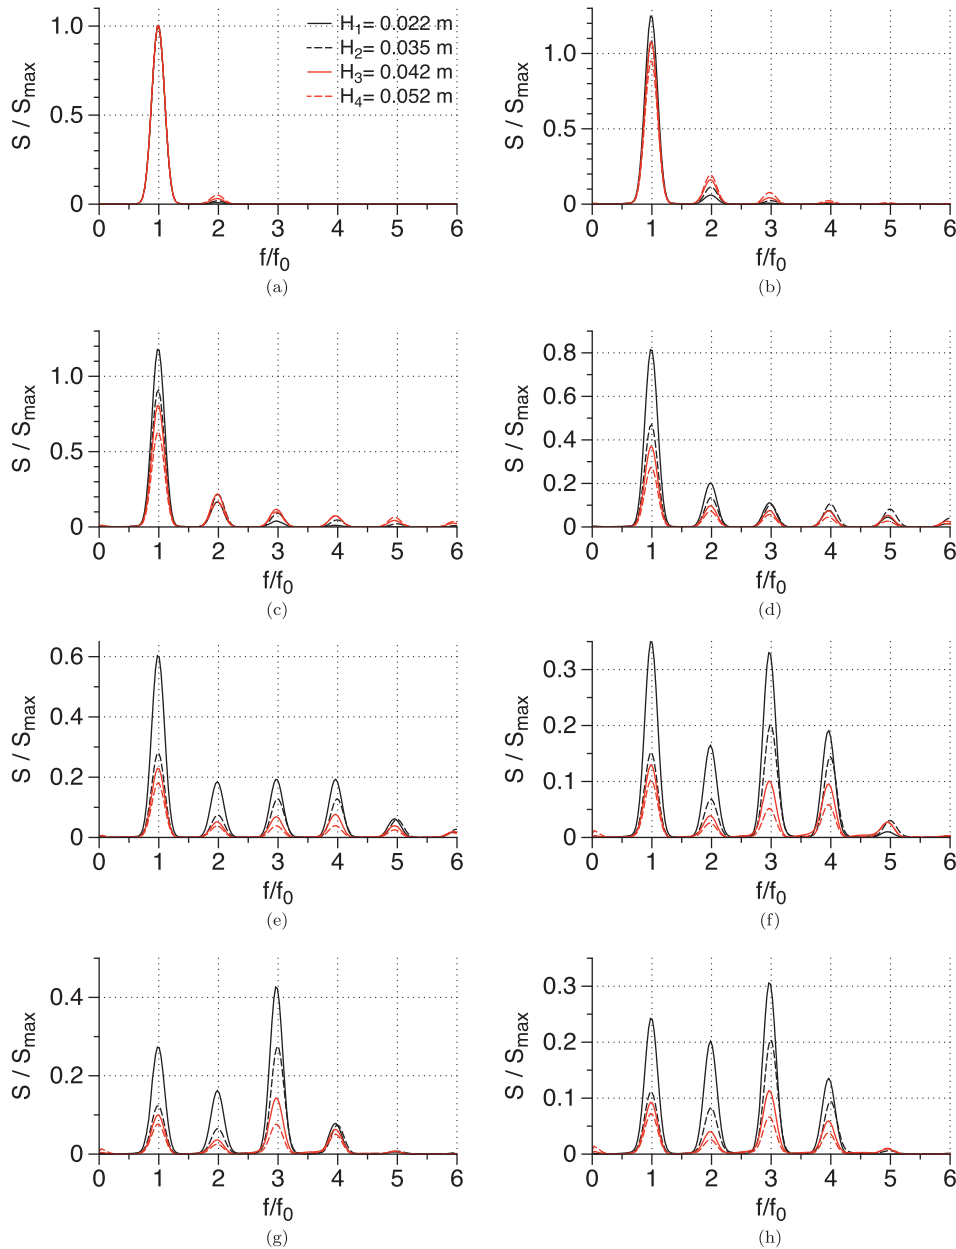 S / Smax
1.0
0.5
0
0 1 2 3 4 5 6
f/f0
(a)
H1= 0.022 m
H2= 0.035 m
H3= 0.042 m
H4= 0.052 m
S / Smax
1.0
0.5
0
0 1 2 3 4 5 6
f/f0
(b)
S / Smax
1.0
0.5
0
0 1 2 3 4 5 6
f/f0
(c)
S / Smax
0.8
0.6
0.4
0.2
0
0 1 2 3 4 5 6
f/f0
(d)
S / Smax
0.6
0.4
0.2
0
0 1 2 3 4 5 6
f/f0
(e)
S / Smax
0.3
0.2
0.1
0
0 1 2 3 4 5 6
f/f0
(f)
S / Smax
0.4
0.2
0
0 1 2 3 4 5 6
f/f0
(g)
S / Smax
0.3
0.2
0.1
0
0 1 2 3 4 5 6
f/f0
(h)